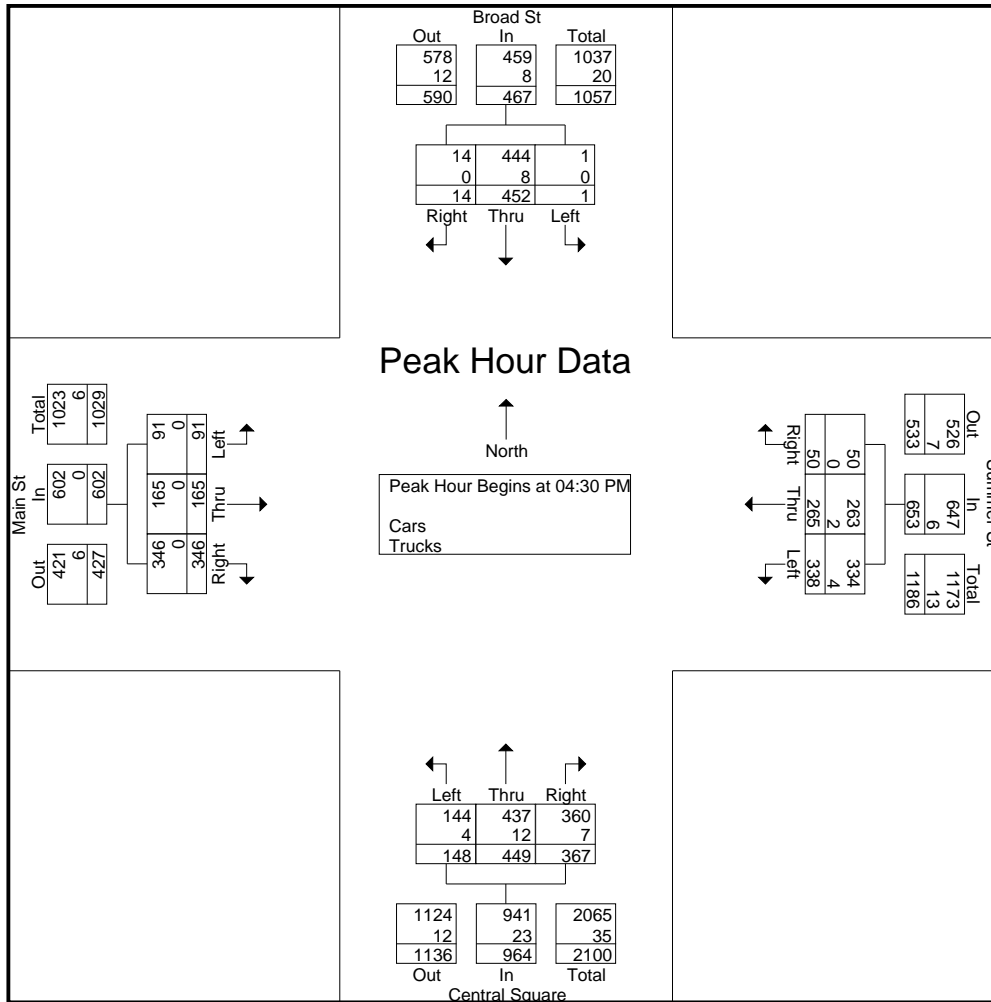 Broad St
Out In Total
578 459 1037
12 8 20
590 467 1057
14 444 1
0 8 0
14 452 1
Right Thru Left
Peak Hour Data
North
Peak Hour Begins at 04:30 PM
Cars
Trucks
Main St
Out In Total
421 602 1023
6 0 6
427 602 1029
Left Thru Right
91 165 346
0 0 0
91 165 346
Out In Total
526 647 1173
7 6 13
533 653 1186
Right Thru Left
50 263 334
0 2 4
50 265 338
Left Thru Right
144 437 360
4 12 7
148 449 367
1124 941 2065
12 23 35
1136 964 2100
Out In Total
Central Square